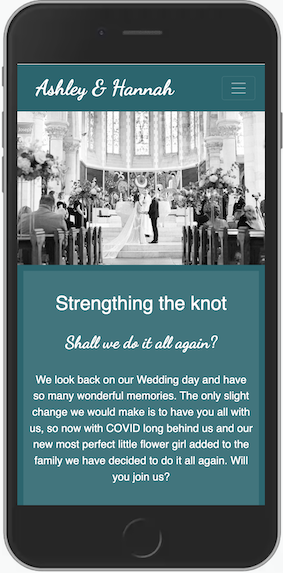 Ashley & Hannah
Strengthing the knot
Shall we do it all again?
We look back on our Wedding day and have
so many wonderful memories. The only slight
change we would make is to have you all with
us, so now with COVID long behind us and our
new most perfect little flower girl added to the
family we have decided to do it all again. Will
you join us?